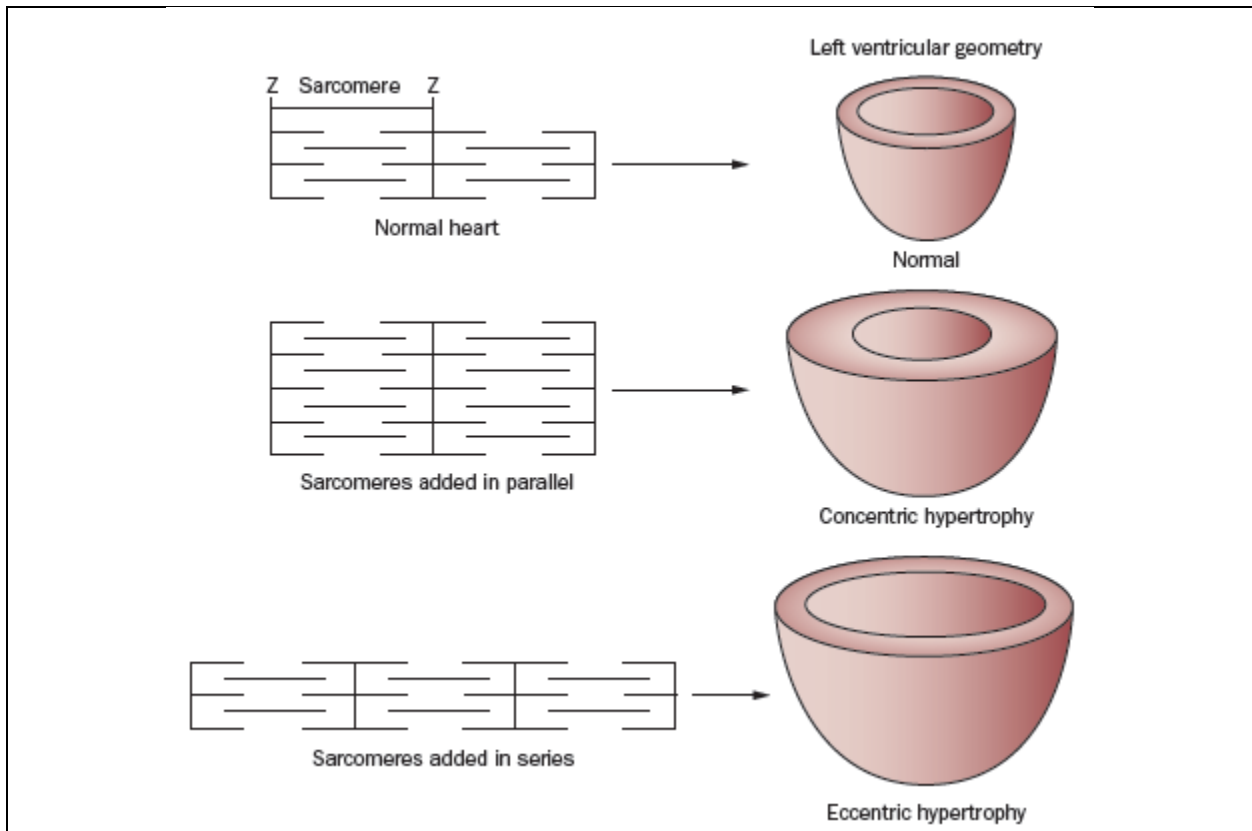 Left ventricular geometry
Z Sarcomere Z
Normal heart
Normal
Sarcomeres added in parallel
Concentric hypertrophy
Sarcomeres added in series
Eccentric hypertrophy